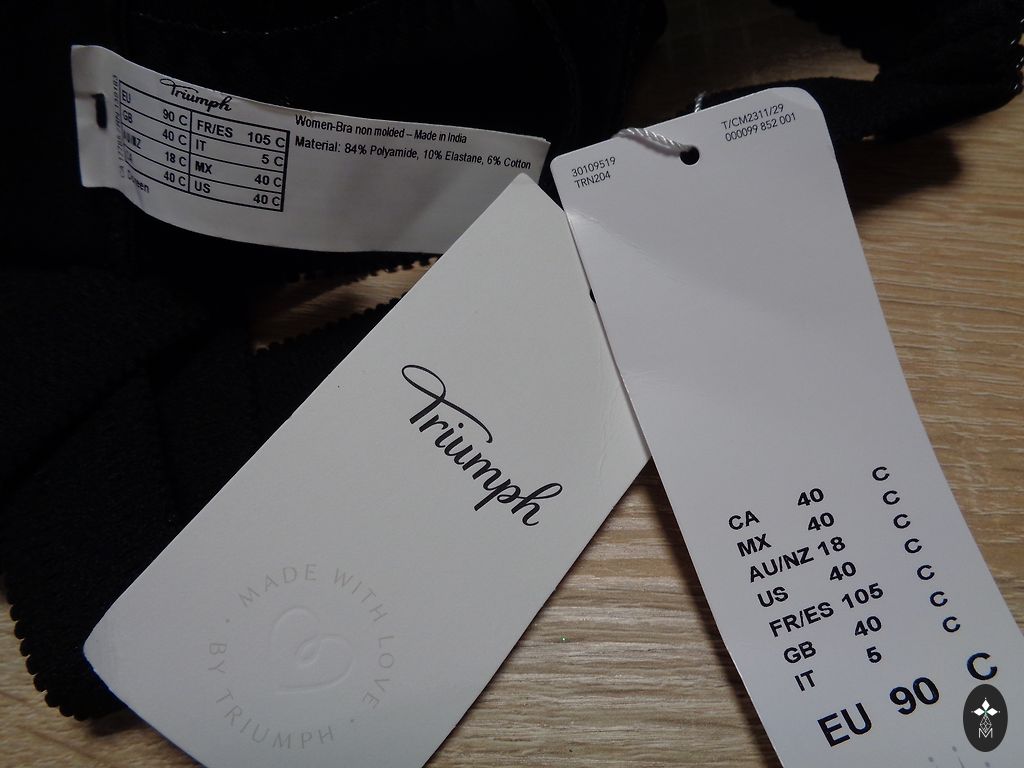 Triumph
EU 90 C FR/ES 105 C
GB 40 C IT 5 C
AU/NZ 18 C MX 40 C
CA 40 C US 40 C
Women-Bra non molded – Made in India
Material: 84% Polyamide, 10% Elastane, 6% Cotton
30109519
TRN204
T/CM2311/29
000099 852 001
Triumph
MADE WITH LOVE
BY TRIUMPH
CA 40 C
MX 40 C
AU/NZ 18 C
US 40 C
FR/ES 105 C
GB 40 C
IT 5 C
EU 90 C
M